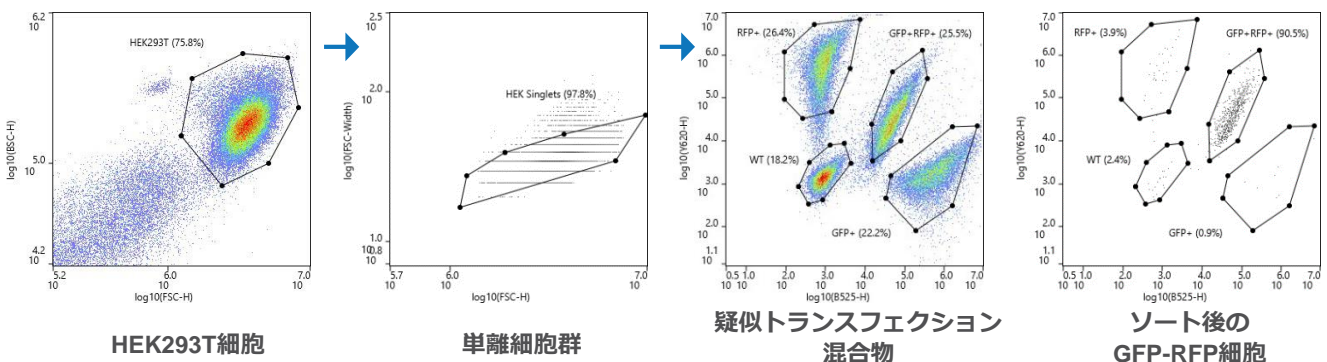 6.2
10
HEK293T (75.8%)
log10(BSC-H)
5.0
10
4.2
10
5.2
10
6.0
10
7.0
10
log10(FSC-H)
HEK293T細胞
2.5
10
2.0
10
HEK Singlets (97.8%)
log10(FSC-Width)
1.0
10
0.8
10
5.7
10
6.0
10
7.0
10
log10(FSC-H)
単離細胞群
7.0
10
RFP+ (26.4%)
GFP+RFP+ (25.5%)
6.0
10
5.0
10
log10(Y620-H)
4.0
10
WT (18.2%)
3.0
10
2.0
10
GFP+ (22.2%)
1.1
10
0.5 1.0 2.0 3.0 4.0 5.0 6.0 7.0
10 10 10 10 10 10 10 10
log10(B525-H)
疑似トランスフェクション
混合物
7.0
10
RFP+ (3.9%)
GFP+RFP+ (90.5%)
6.0
10
5.0
10
log10(Y620-H)
4.0
10
WT (2.4%)
3.0
10
2.0
10
GFP+ (0.9%)
1.1
10
0.5 1.0 2.0 3.0 4.0 5.0 6.0 7.0
10 10 10 10 10 10 10 10
log10(B525-H)
ソート後の
GFP-RFP細胞